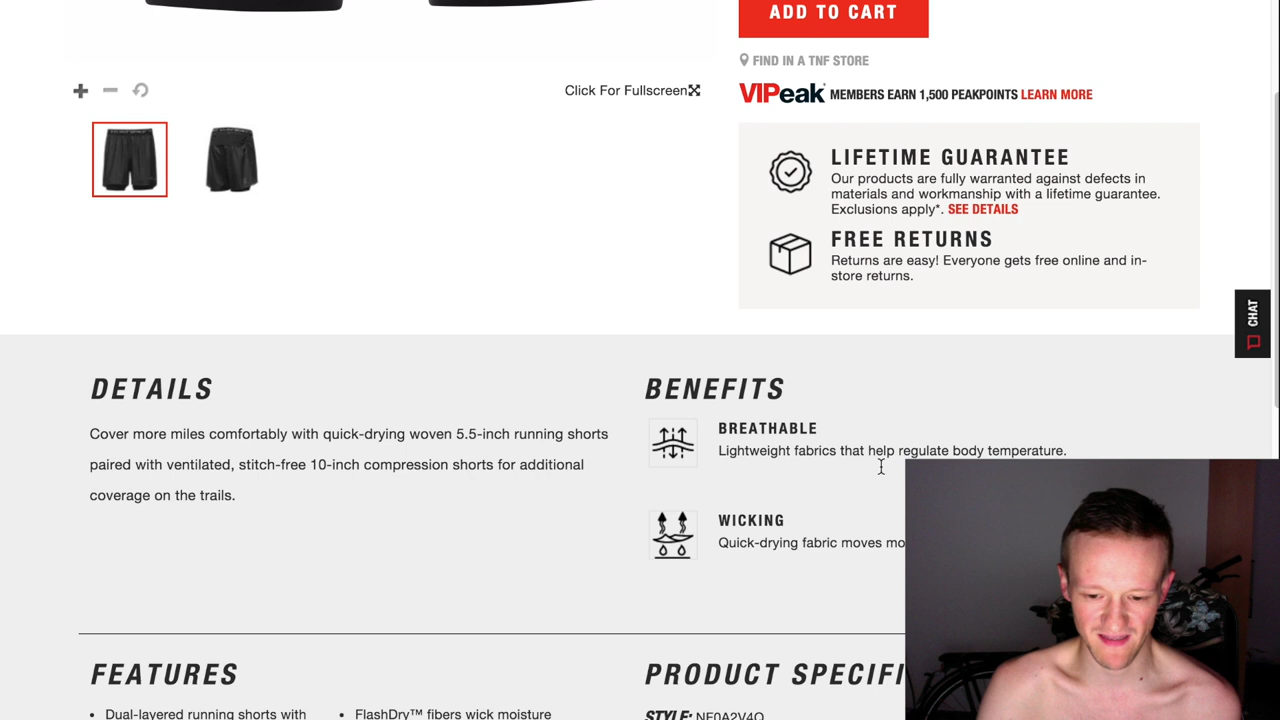 ADD TO CART
FIND IN A TNF STORE
VIPeak MEMBERS EARN 1,500 PEAKPOINTS LEARN MORE
Click For Fullscreen
LIFETIME GUARANTEE
Our products are fully warranted against defects in
materials and workmanship with a lifetime guarantee.
Exclusions apply*. SEE DETAILS
FREE RETURNS
Returns are easy! Everyone gets free online and in-
store returns.
CHAT
DETAILS
Cover more miles comfortably with quick-drying woven 5.5-inch running shorts
paired with ventilated, stitch-free 10-inch compression shorts for additional
coverage on the trails.
BENEFITS
BREATHABLE
Lightweight fabrics that help regulate body temperature.
WICKING
Quick-drying fabric moves mo
FEATURES
• Dual-layered running shorts with
• FlashDry™ fibers wick moisture
PRODUCT SPECIFI
STYLE: NF0A2V4O